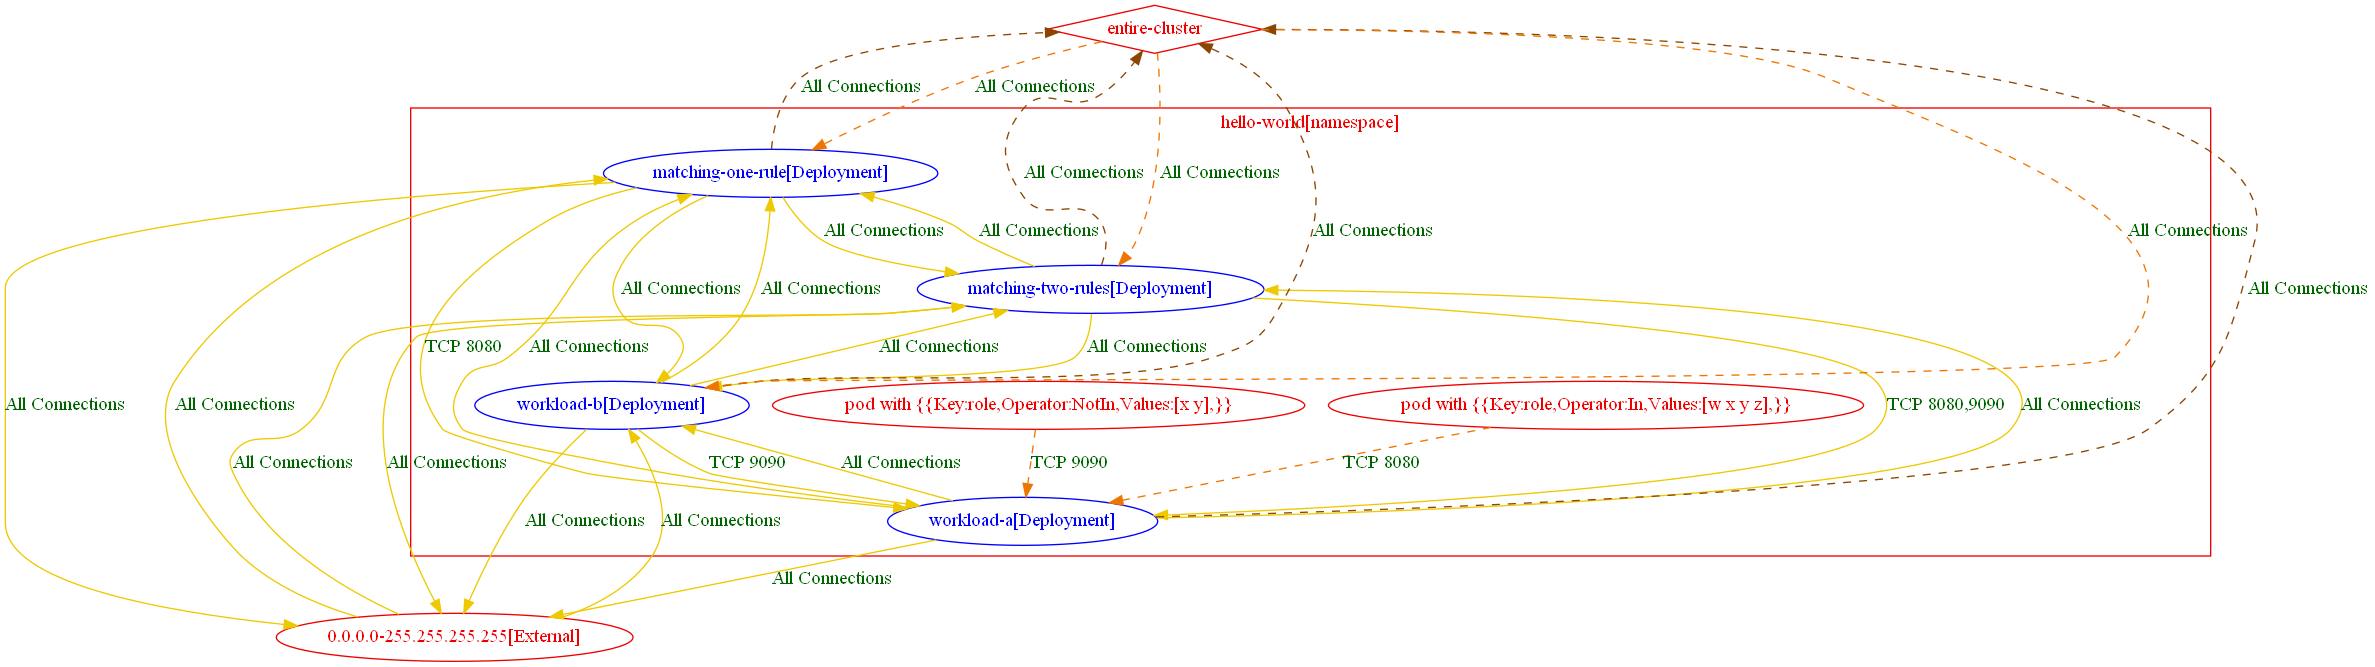 entire-cluster
All Connections
All Connections
hello-world[namespace]
matching-one-rule[Deployment]
All Connections
All Connections
All Connections
All Connections
All Connections
All Connections
All Connections
All Connections
matching-two-rules[Deployment]
All Connections
TCP 8080
All Connections
All Connections
All Connections
All Connections
All Connections
workload-b[Deployment]
pod with {{Key:role,Operator:NotIn,Values:[x y],}}
pod with {{Key:role,Operator:In,Values:[w x y z],}}
TCP 8080,9090
All Connections
All Connections
All Connections
TCP 9090
All Connections
TCP 9090
TCP 8080
All Connections
All Connections
workload-a[Deployment]
All Connections
0.0.0.0-255.255.255.255[External]